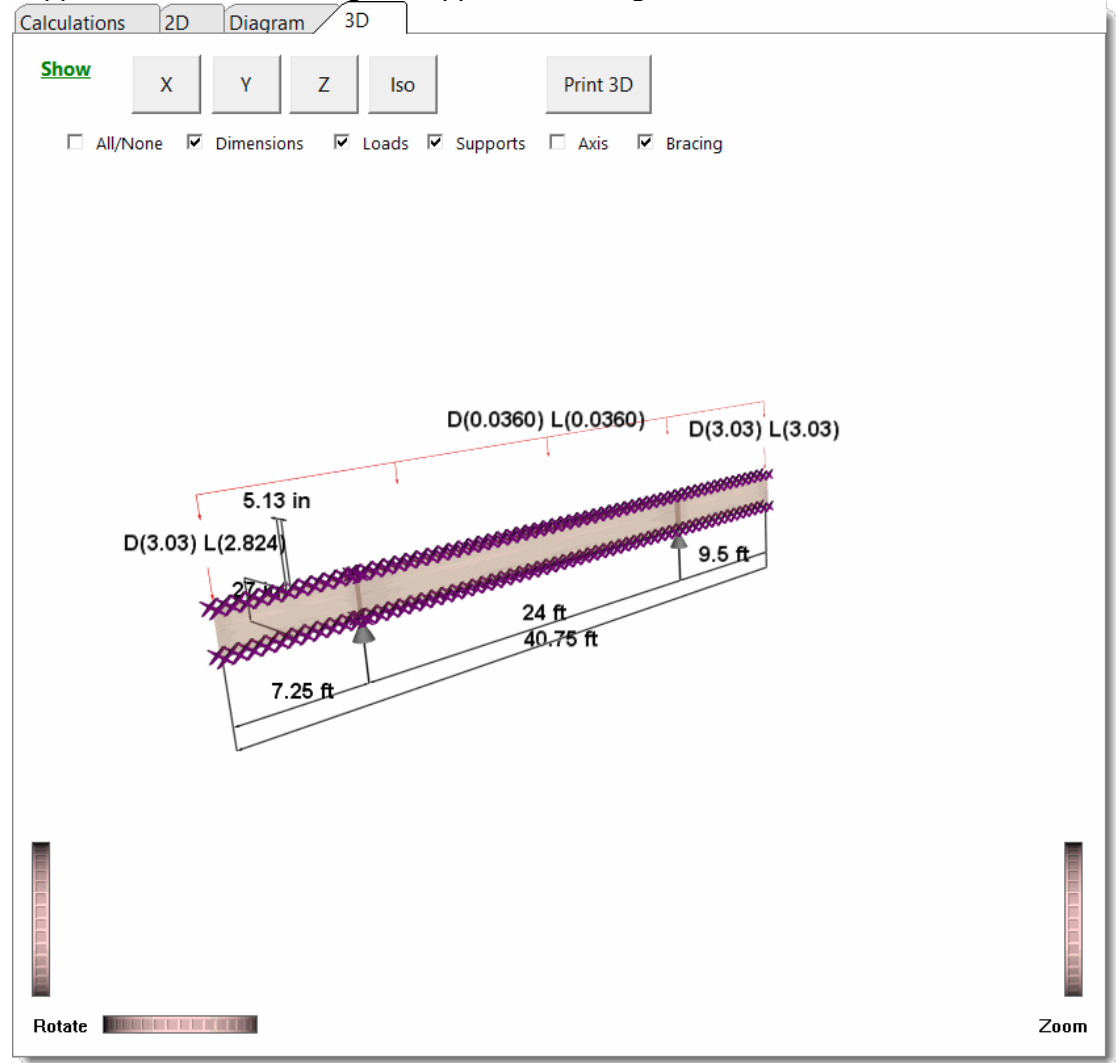 Calculations 2D Diagram 3D
Show X Y Z Iso Print 3D
All/None Dimensions Loads Supports Axis Bracing
D(0.0360) L(0.0360)
D(3.03) L(3.03)
5.13 in
D(3.03) L(2.824)
27 in
9.5 ft
24 ft
40.75 ft
7.25 ft
Rotate
Zoom